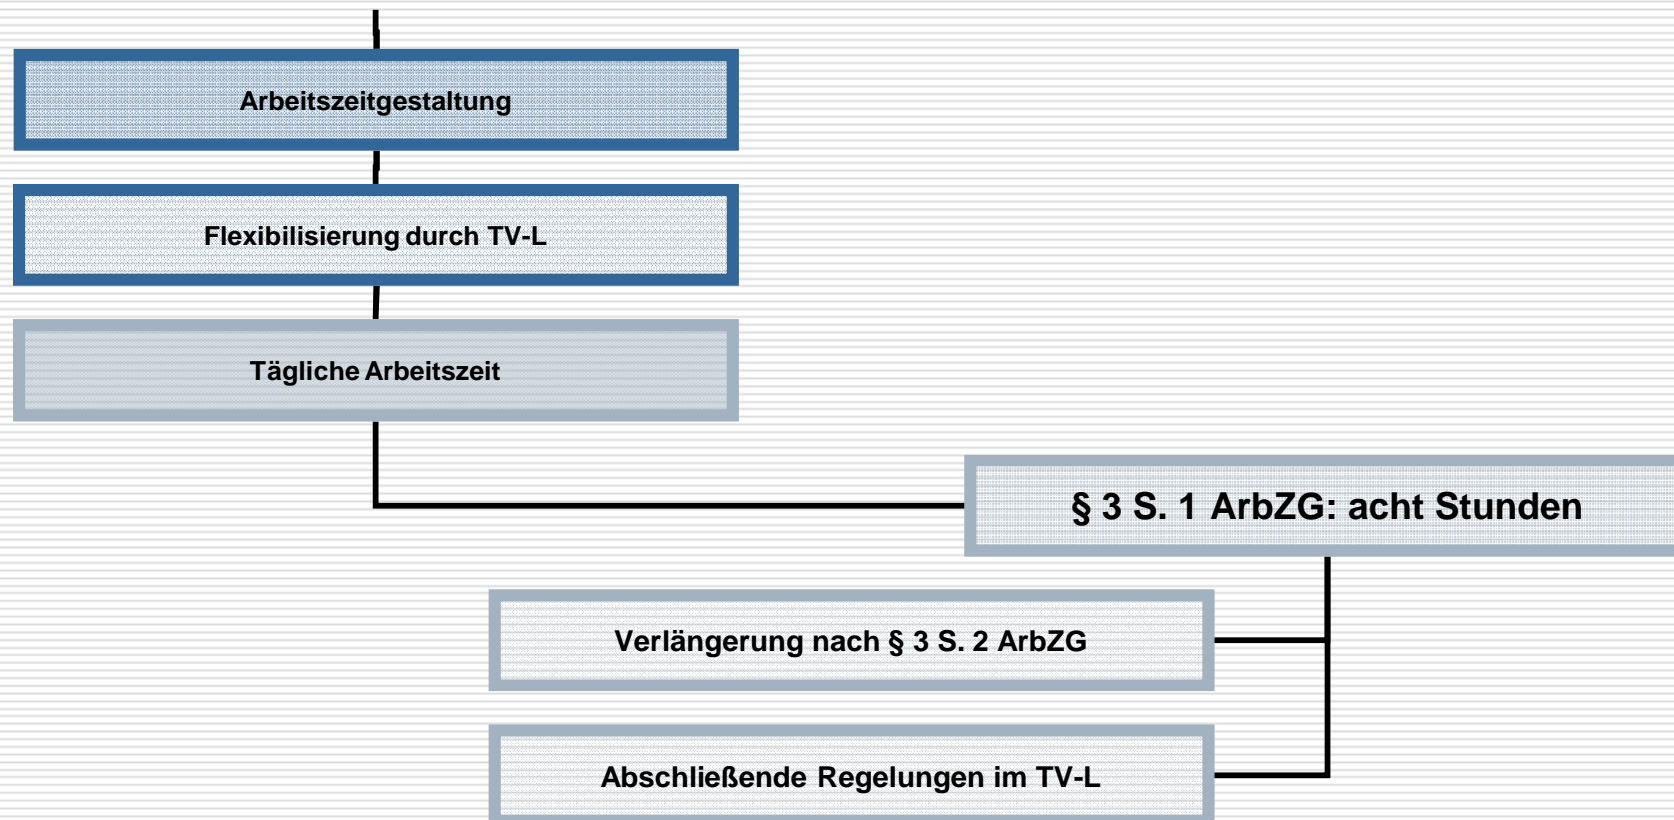 Arbeitszeitgestaltung
Flexibilisierung durch TV-L
Tägliche Arbeitszeit
§ 3 S. 1 ArbZG: acht Stunden
Verlängerung nach § 3 S. 2 ArbZG
Abschließende Regelungen im TV-L